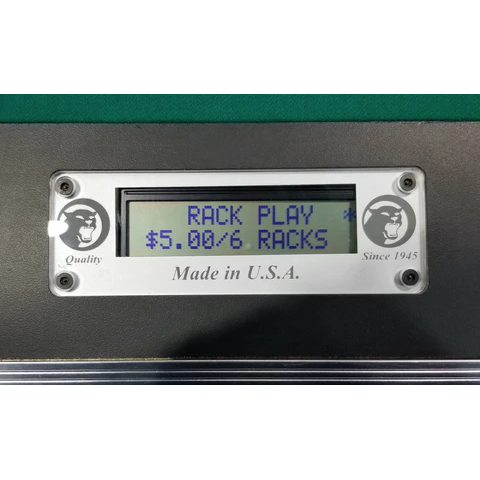 RACK PLAY *
$5.00/6 RACKS
Quality
Since 1945
Made in U.S.A.